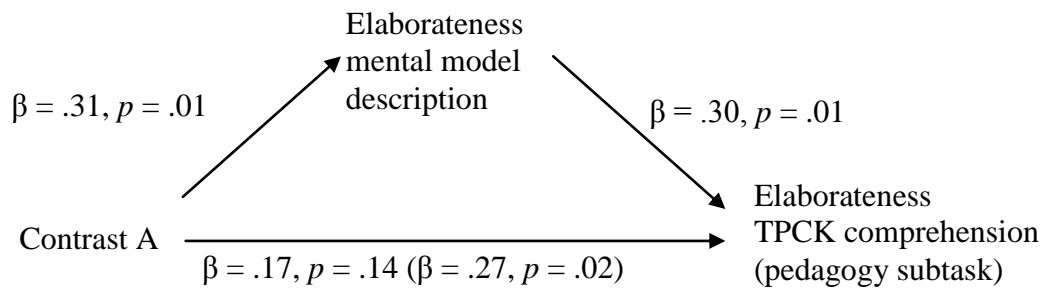 Elaborateness
mental model
description
β = .31, p = .01
β = .30, p = .01
Elaborateness
TPCK comprehension
(pedagogy subtask)
Contrast A
β = .17, p = .14 (β = .27, p = .02)